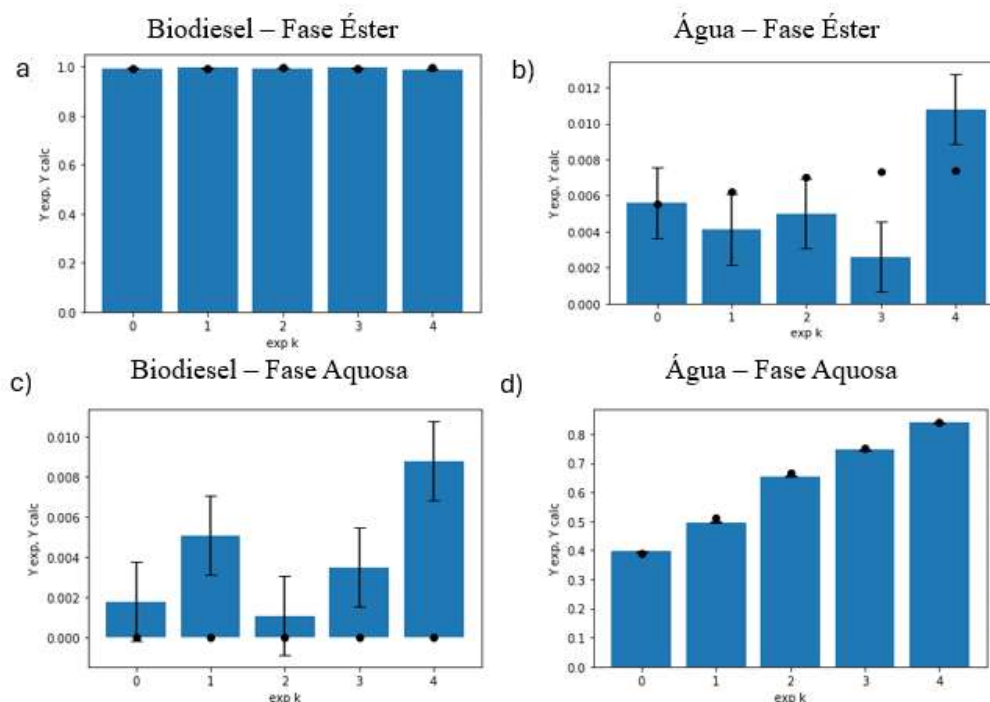 Biodiesel – Fase Éster
a
1.0
0.8
0.6
0.4
0.2
0.0
Y exp, Y calc
0 1 2 3 4
exp k
Água – Fase Éster
b)
0.012
0.010
0.008
0.006
0.004
0.002
0.000
Y exp, Y calc
0 1 2 3 4
exp k
Biodiesel – Fase Aquosa
c)
0.010
0.008
0.006
0.004
0.002
0.000
Y exp, Y calc
0 1 2 3 4
exp k
Água – Fase Aquosa
d)
0.8
0.7
0.6
0.5
0.4
0.3
0.2
0.1
0.0
Y exp, Y calc
0 1 2 3 4
exp k